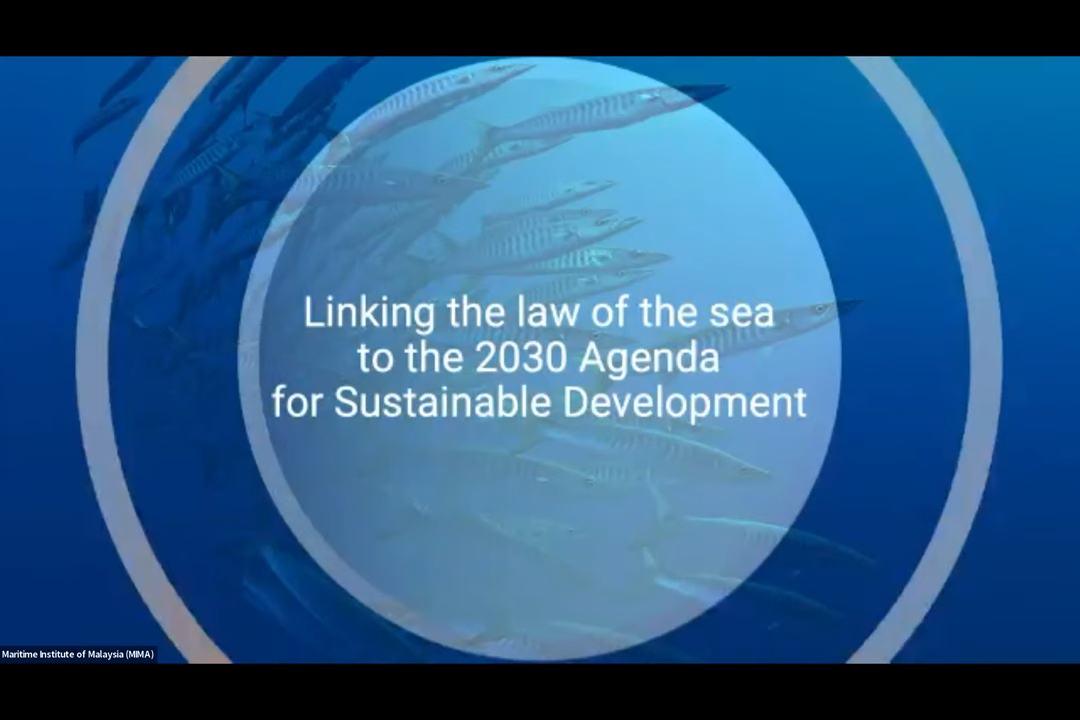 Linking the law of the sea
to the 2030 Agenda
for Sustainable Development
Maritime Institute of Malaysia (MIMA)